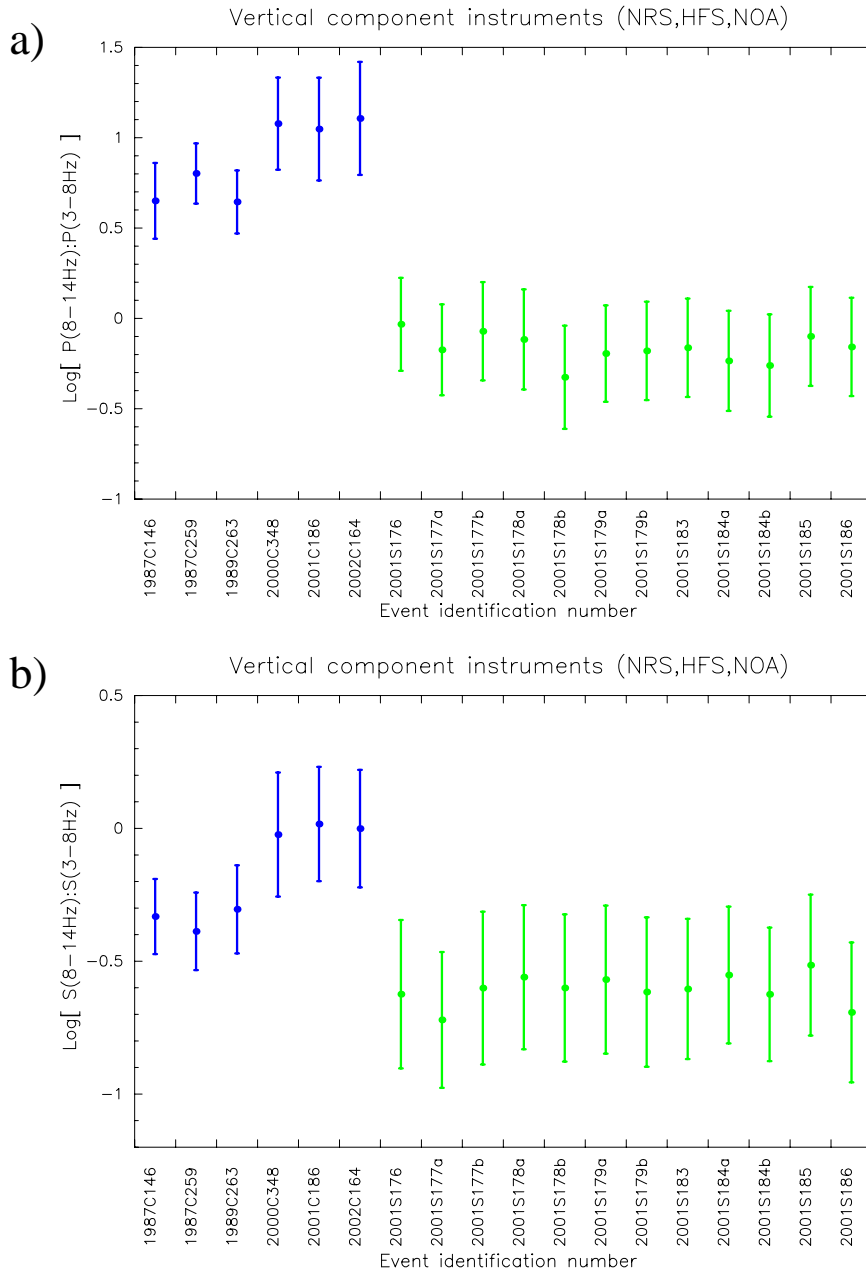 a)
Vertical component instruments (NRS,HFS,NOA)
Log[ P(8−14Hz):P(3−8Hz) ]
1.5
1
0.5
0
−0.5
−1
1987C146
1987C259
1989C263
2000C348
2001C186
2002C164
2001S176
2001S177a
2001S177b
2001S178a
2001S178b
2001S179a
2001S179b
2001S183
2001S184a
2001S184b
2001S185
2001S186
Event identification number
b)
Vertical component instruments (NRS,HFS,NOA)
Log[ S(8−14Hz):S(3−8Hz) ]
0.5
0
−0.5
−1
1987C146
1987C259
1989C263
2000C348
2001C186
2002C164
2001S176
2001S177a
2001S177b
2001S178a
2001S178b
2001S179a
2001S179b
2001S183
2001S184a
2001S184b
2001S185
2001S186
Event identification number